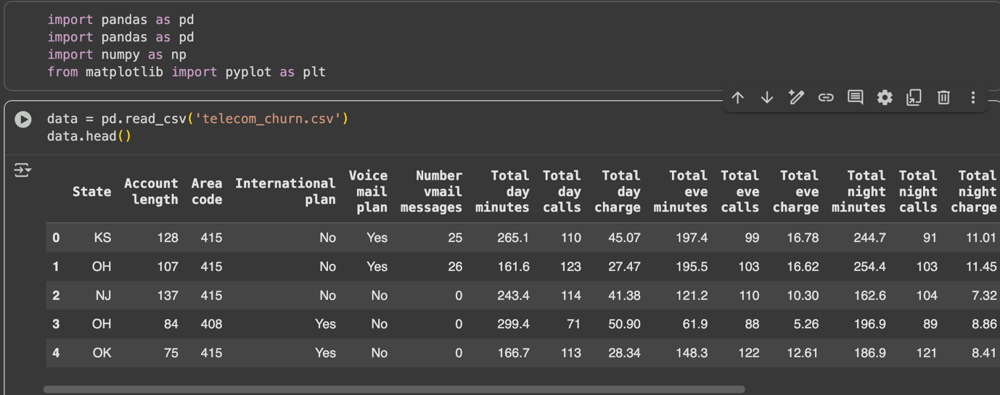 import pandas as pd
import pandas as pd
import numpy as np
from matplotlib import pyplot as plt
data = pd.read_csv('telecom_churn.csv')
data.head()
State Account length Area code International plan Voice mail plan Number vmail messages Total day minutes Total day calls Total day charge Total eve minutes Total eve calls Total eve charge Total night minutes Total night calls Total night charge
0 KS 128 415 No Yes 25 265.1 110 45.07 197.4 99 16.78 244.7 91 11.01
1 OH 107 415 No Yes 26 161.6 123 27.47 195.5 103 16.62 254.4 103 11.45
2 NJ 137 415 No No 0 243.4 114 41.38 121.2 110 10.30 162.6 104 7.32
3 OH 84 408 Yes No 0 299.4 71 50.90 61.9 88 5.26 196.9 89 8.86
4 OK 75 415 Yes No 0 166.7 113 28.34 148.3 122 12.61 186.9 121 8.41